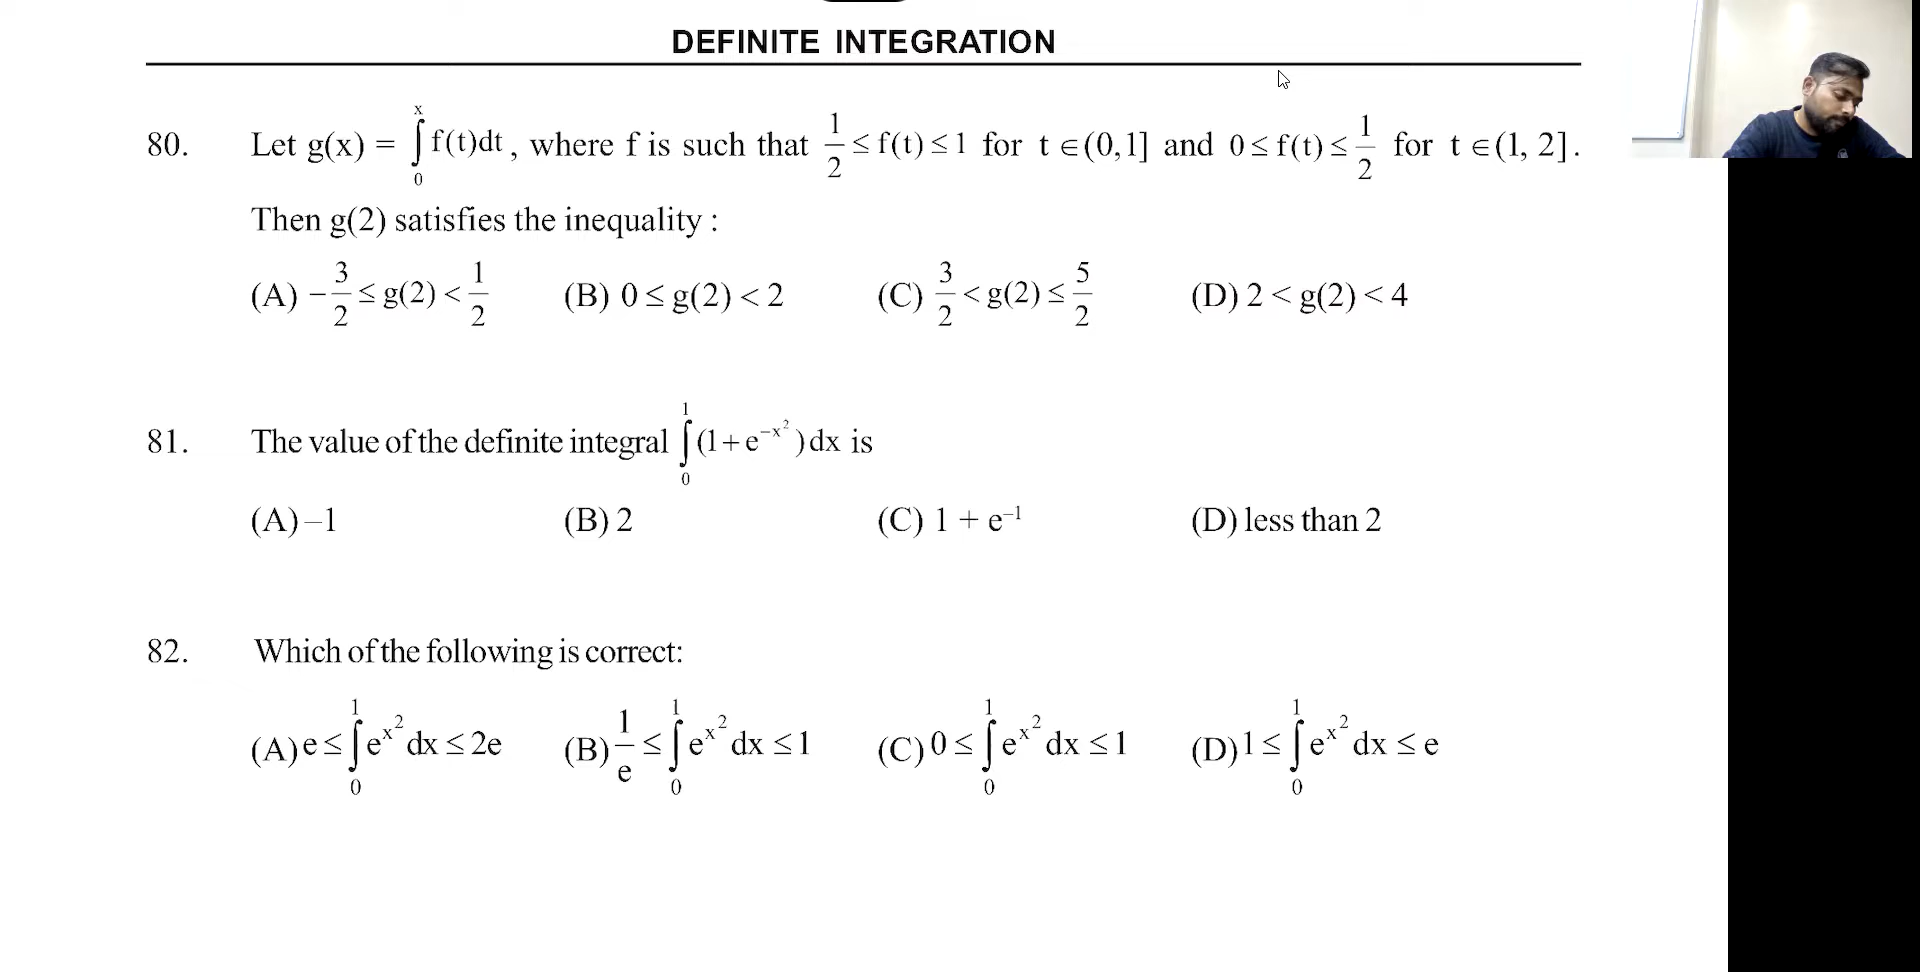 DEFINITE INTEGRATION
80. Let g(x) = ∫₀ˣ f(t)dt, where f is such that 1/2 ≤ f(t) ≤ 1 for t ∈ (0, 1] and 0 ≤ f(t) ≤ 1/2 for t ∈ (1, 2].
Then g(2) satisfies the inequality :
(A) −3/2 ≤ g(2) < 1/2 (B) 0 ≤ g(2) < 2 (C) 3/2 < g(2) ≤ 5/2 (D) 2 < g(2) < 4
81. The value of the definite integral ∫₀¹ (1 + e^(−x²)) dx is
(A) –1 (B) 2 (C) 1 + e⁻¹ (D) less than 2
82. Which of the following is correct:
(A) e ≤ ∫₀¹ e^(x²) dx ≤ 2e (B) 1/e ≤ ∫₀¹ e^(x²) dx ≤ 1 (C) 0 ≤ ∫₀¹ e^(x²) dx ≤ 1 (D) 1 ≤ ∫₀¹ e^(x²) dx ≤ e